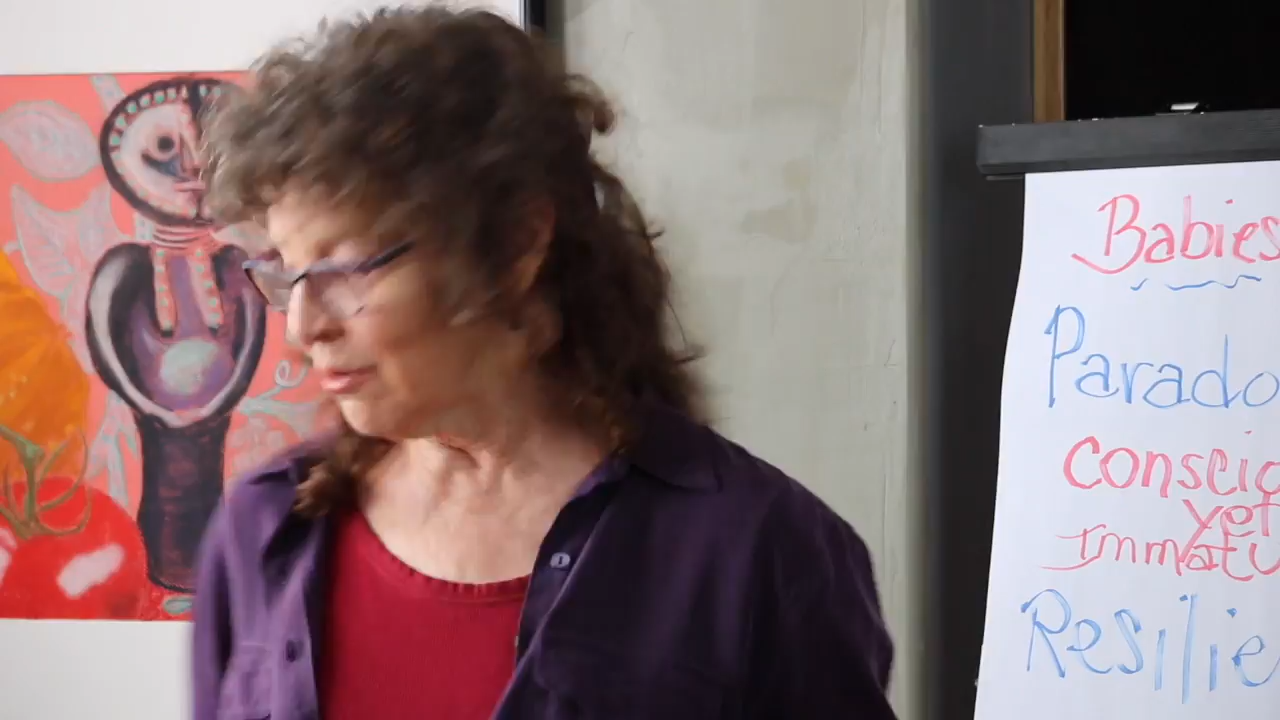 Babies
Parado
Conscio
yet
Immatu
Resilie